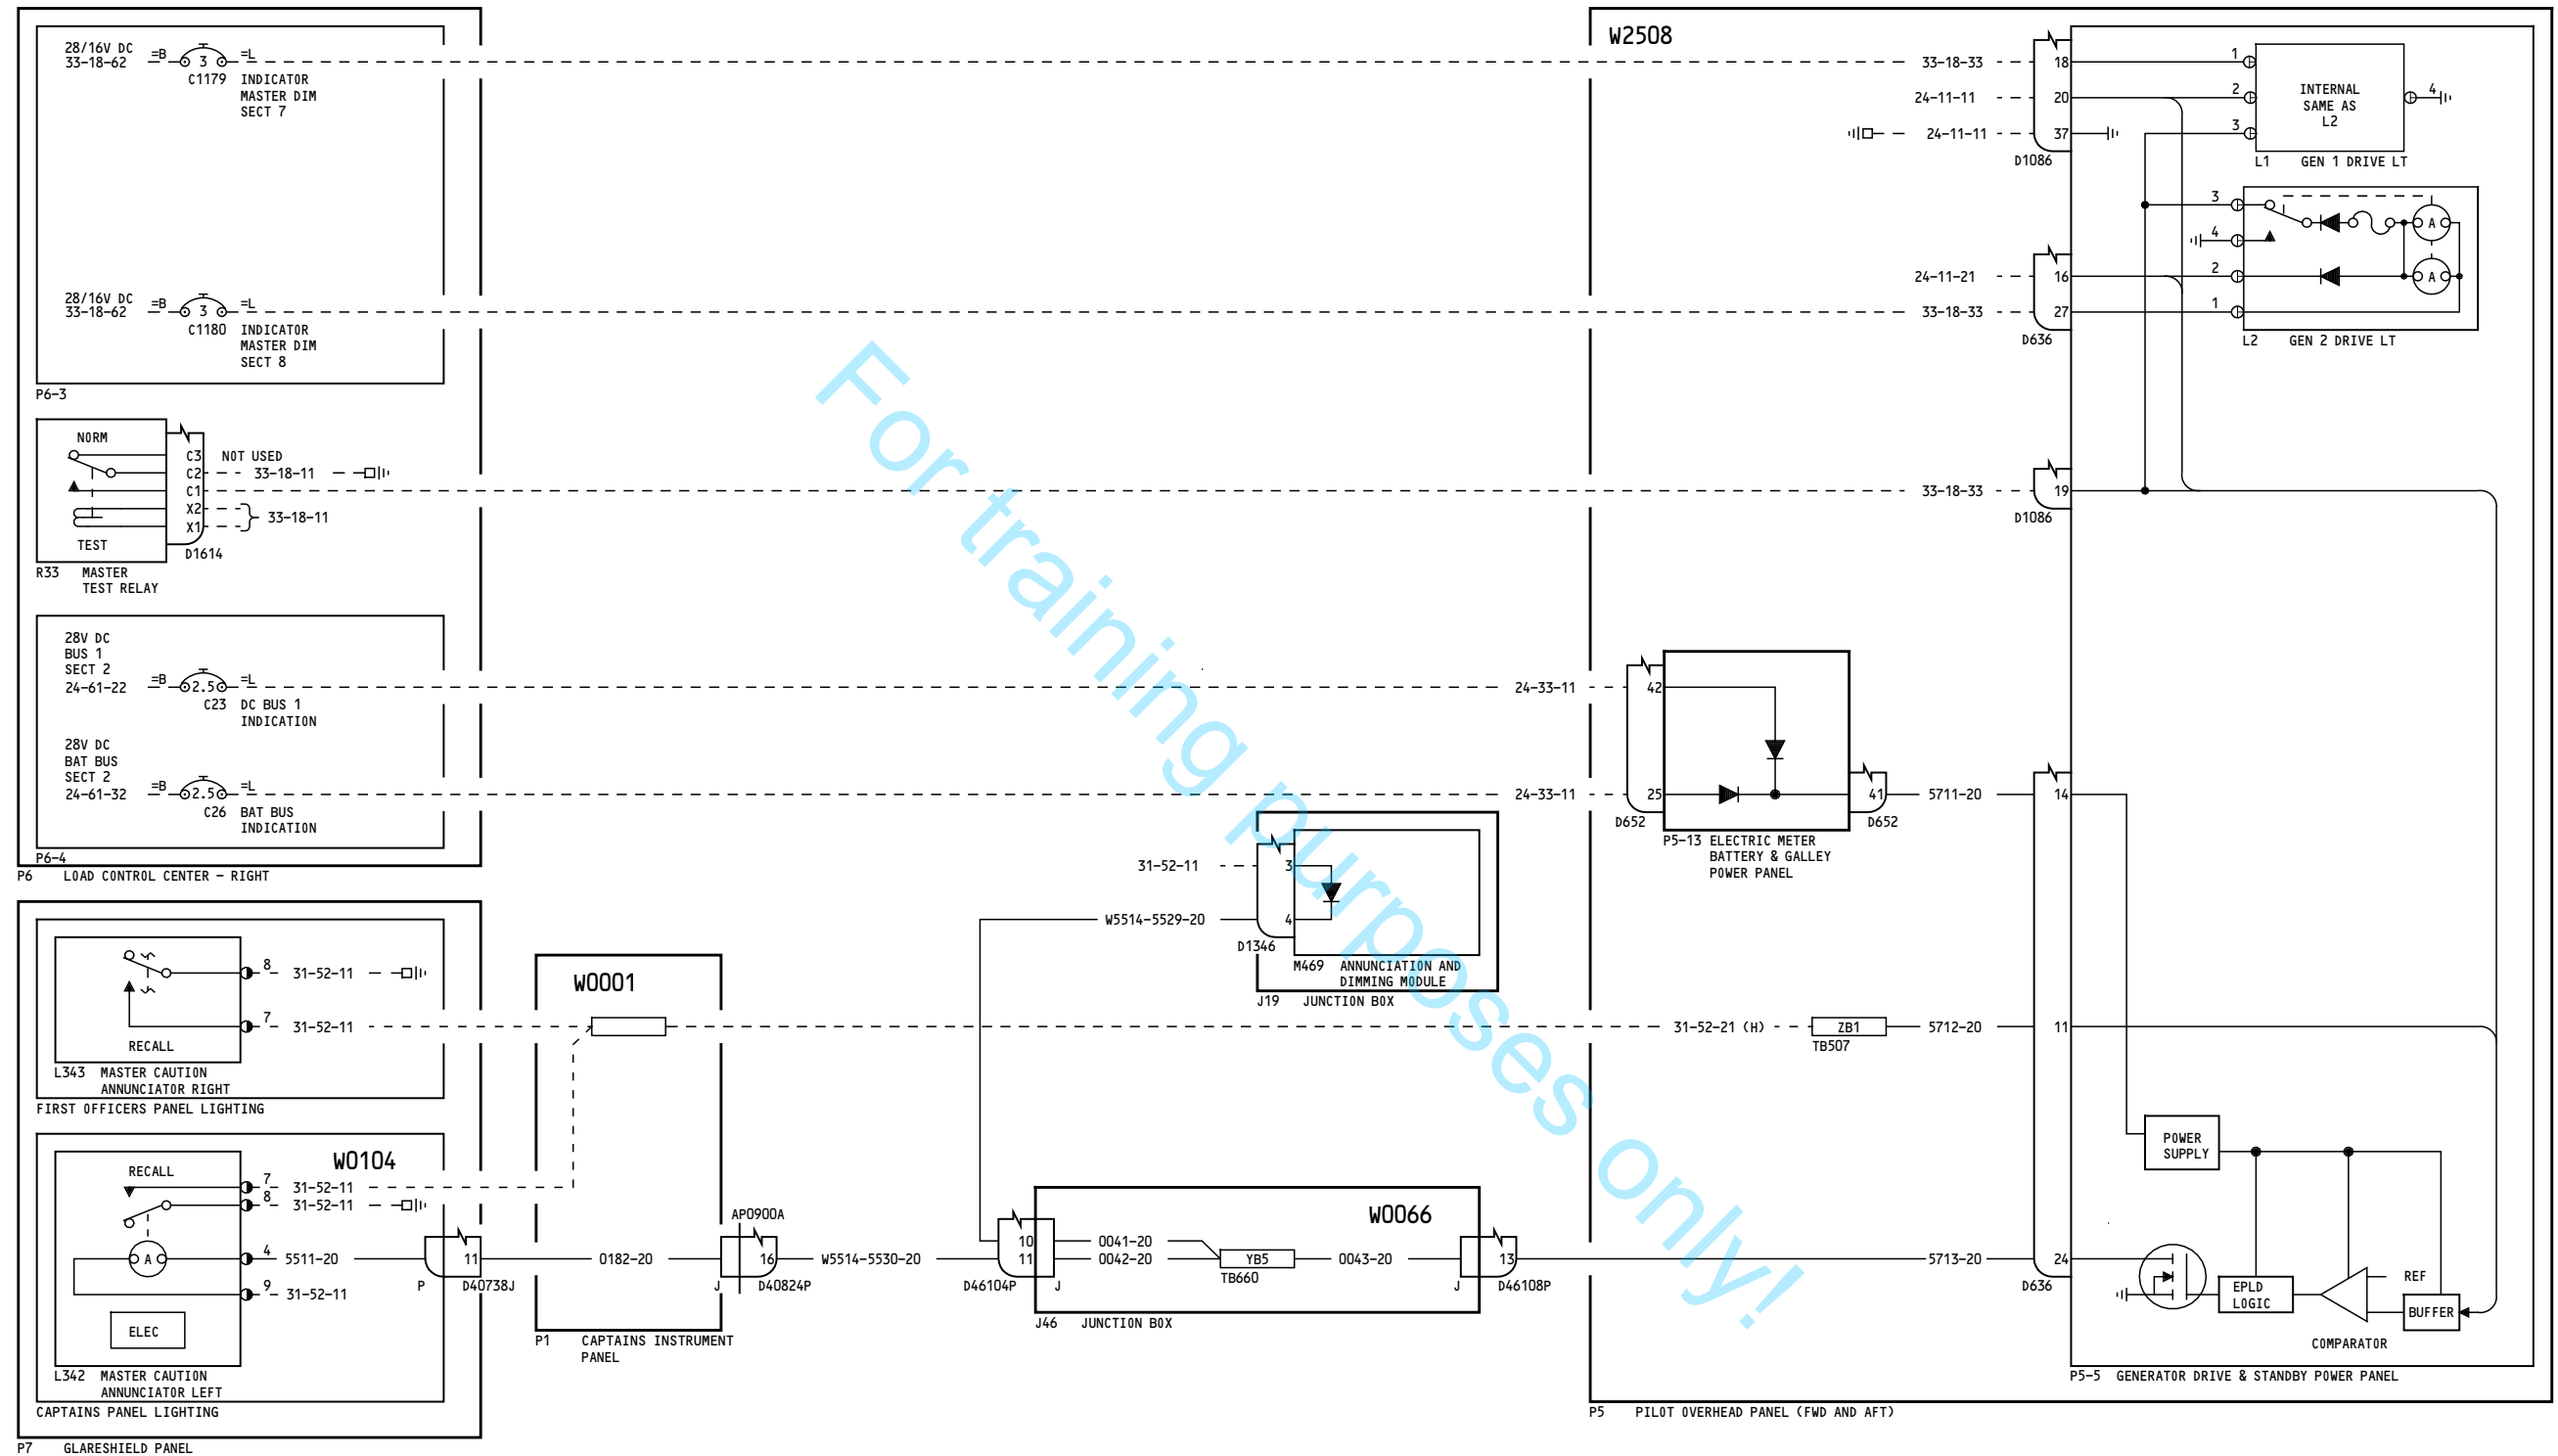 28/16V DC
33-18-62
=B
3
=L
C1179
INDICATOR
MASTER DIM
SECT 7
28/16V DC
33-18-62
=B
3
=L
C1180
INDICATOR
MASTER DIM
SECT 8
P6-3
NORM
C3
NOT USED
C2
33-18-11
C1
X2
X1
33-18-11
TEST
D1614
R33
MASTER
TEST RELAY
28V DC
BUS 1
SECT 2
24-61-22
=B
2.5
=L
C23
DC BUS 1
INDICATION
28V DC
BAT BUS
SECT 2
24-61-32
=B
2.5
=L
C26
BAT BUS
INDICATION
P6-4
P6
LOAD CONTROL CENTER - RIGHT
8
31-52-11
7
31-52-11
RECALL
L343
MASTER CAUTION
ANNUNCIATOR RIGHT
FIRST OFFICERS PANEL LIGHTING
W0104
RECALL
7
31-52-11
8
31-52-11
A
4
5511-20
11
9
31-52-11
P
D40738J
ELEC
L342
MASTER CAUTION
ANNUNCIATOR LEFT
CAPTAINS PANEL LIGHTING
P7
GLARESHIELD PANEL
W0001
0182-20
AP0900A
16
J
D40824P
P1
CAPTAINS INSTRUMENT
PANEL
W5514-5530-20
W5514-5529-20
31-52-11
3
4
D1346
M469
ANNUNCIATION AND
DIMMING MODULE
J19
JUNCTION BOX
W0066
10
11
0041-20
0042-20
YB5
TB660
0043-20
13
D46104P
J
J
D46108P
J46
JUNCTION BOX
W2508
33-18-33
18
24-11-11
20
24-11-11
37
D1086
1
2
3
INTERNAL
SAME AS
L2
4
L1
GEN 1 DRIVE LT
3
4
2
1
A
A
L2
GEN 2 DRIVE LT
24-11-21
16
33-18-33
27
D636
33-18-33
19
D1086
24-33-11
42
24-33-11
25
D652
41
D652
5711-20
14
P5-13
ELECTRIC METER
BATTERY & GALLEY
POWER PANEL
31-52-21 (H)
ZB1
TB507
5712-20
11
POWER
SUPPLY
5713-20
24
D636
EPLD
LOGIC
REF
BUFFER
COMPARATOR
P5-5
GENERATOR DRIVE & STANDBY POWER PANEL
P5
PILOT OVERHEAD PANEL (FWD AND AFT)
For training purposes only!